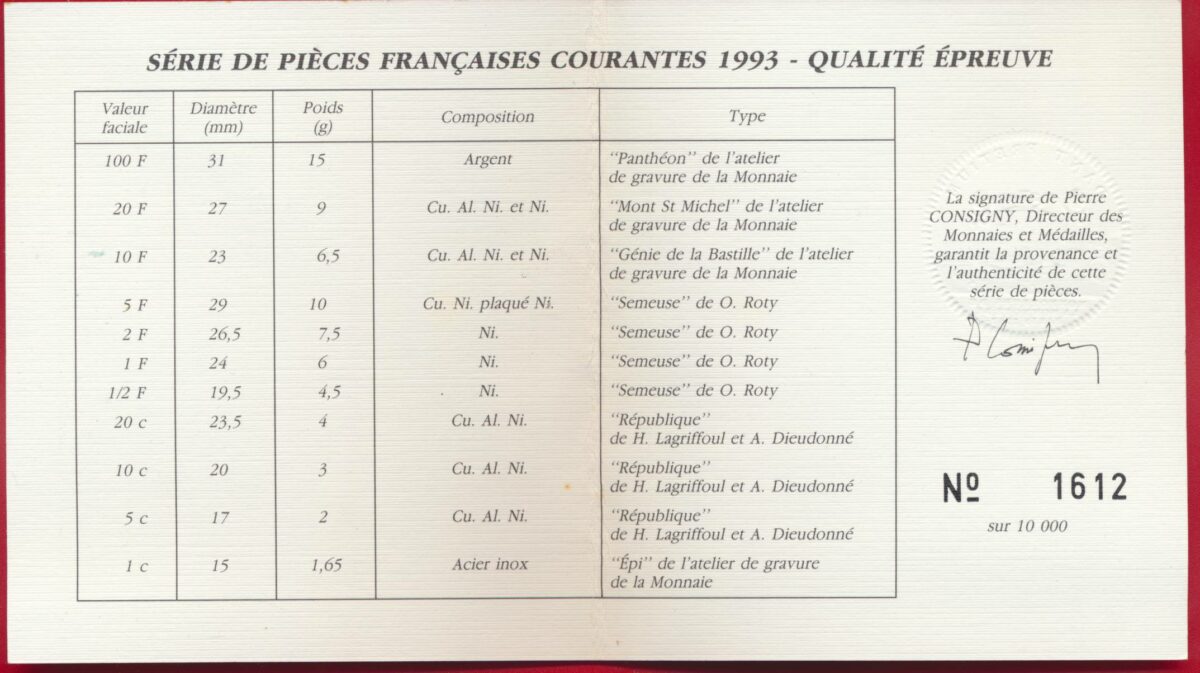 SÉRIE DE PIÈCES FRANÇAISES COURANTES 1993 - QUALITÉ ÉPREUVE
Valeur faciale Diamètre (mm) Poids (g) Composition Type
100 F 31 15 Argent "Panthéon" de l'atelier
de gravure de la Monnaie
20 F 27 9 Cu. Al. Ni. et Ni. "Mont St Michel" de l'atelier
de gravure de la Monnaie
10 F 23 6,5 Cu. Al. Ni. et Ni. "Génie de la Bastille" de l'atelier
de gravure de la Monnaie
5 F 29 10 Cu. Ni. plaqué Ni. "Semeuse" de O. Roty
2 F 26,5 7,5 Ni. "Semeuse" de O. Roty
1 F 24 6 Ni. "Semeuse" de O. Roty
1/2 F 19,5 4,5 Ni. "Semeuse" de O. Roty
20 c 23,5 4 Cu. Al. Ni. "République"
de H. Lagriffoul et A. Dieudonné
10 c 20 3 Cu. Al. Ni. "République"
de H. Lagriffoul et A. Dieudonné
5 c 17 2 Cu. Al. Ni. "République"
de H. Lagriffoul et A. Dieudonné
1 c 15 1,65 Acier inox "Épi" de l'atelier de gravure
de la Monnaie
La signature de Pierre
CONSIGNY, Directeur des
Monnaies et Médailles,
garantit la provenance et
l'authenticité de cette
série de pièces.
Nº 1612
sur 10 000